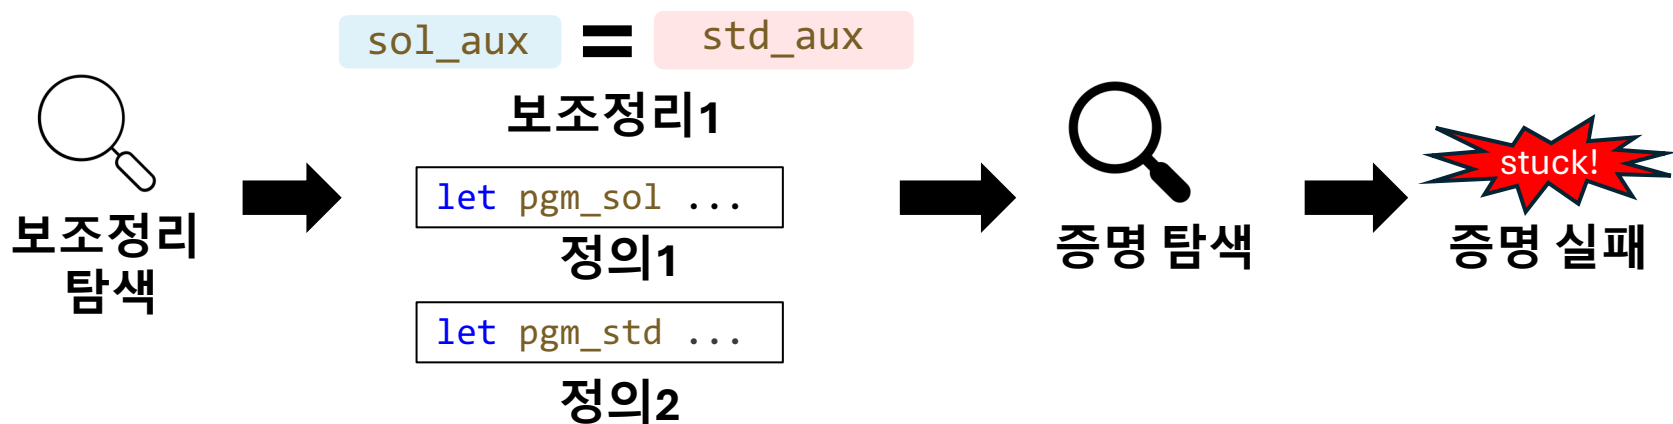 보조정리
탐색
sol_aux = std_aux
보조정리1
let pgm_sol ...
정의1
let pgm_std ...
정의2
증명 탐색
stuck!
증명 실패